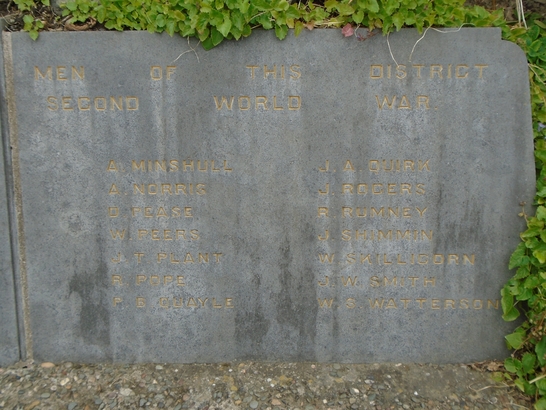 MEN OF THIS DISTRICT
SECOND WORLD WAR
A. MINSHULL
A. NORRIS
D. PEASE
W. PEERS
J. T. PLANT
R. POPE
P. B. QUAYLE
J. A. QUIRK
J. ROGERS
R. RUMNEY
J. SHIMMIN
W. SKILLICORN
J. W. SMITH
W. S. WATTERSON